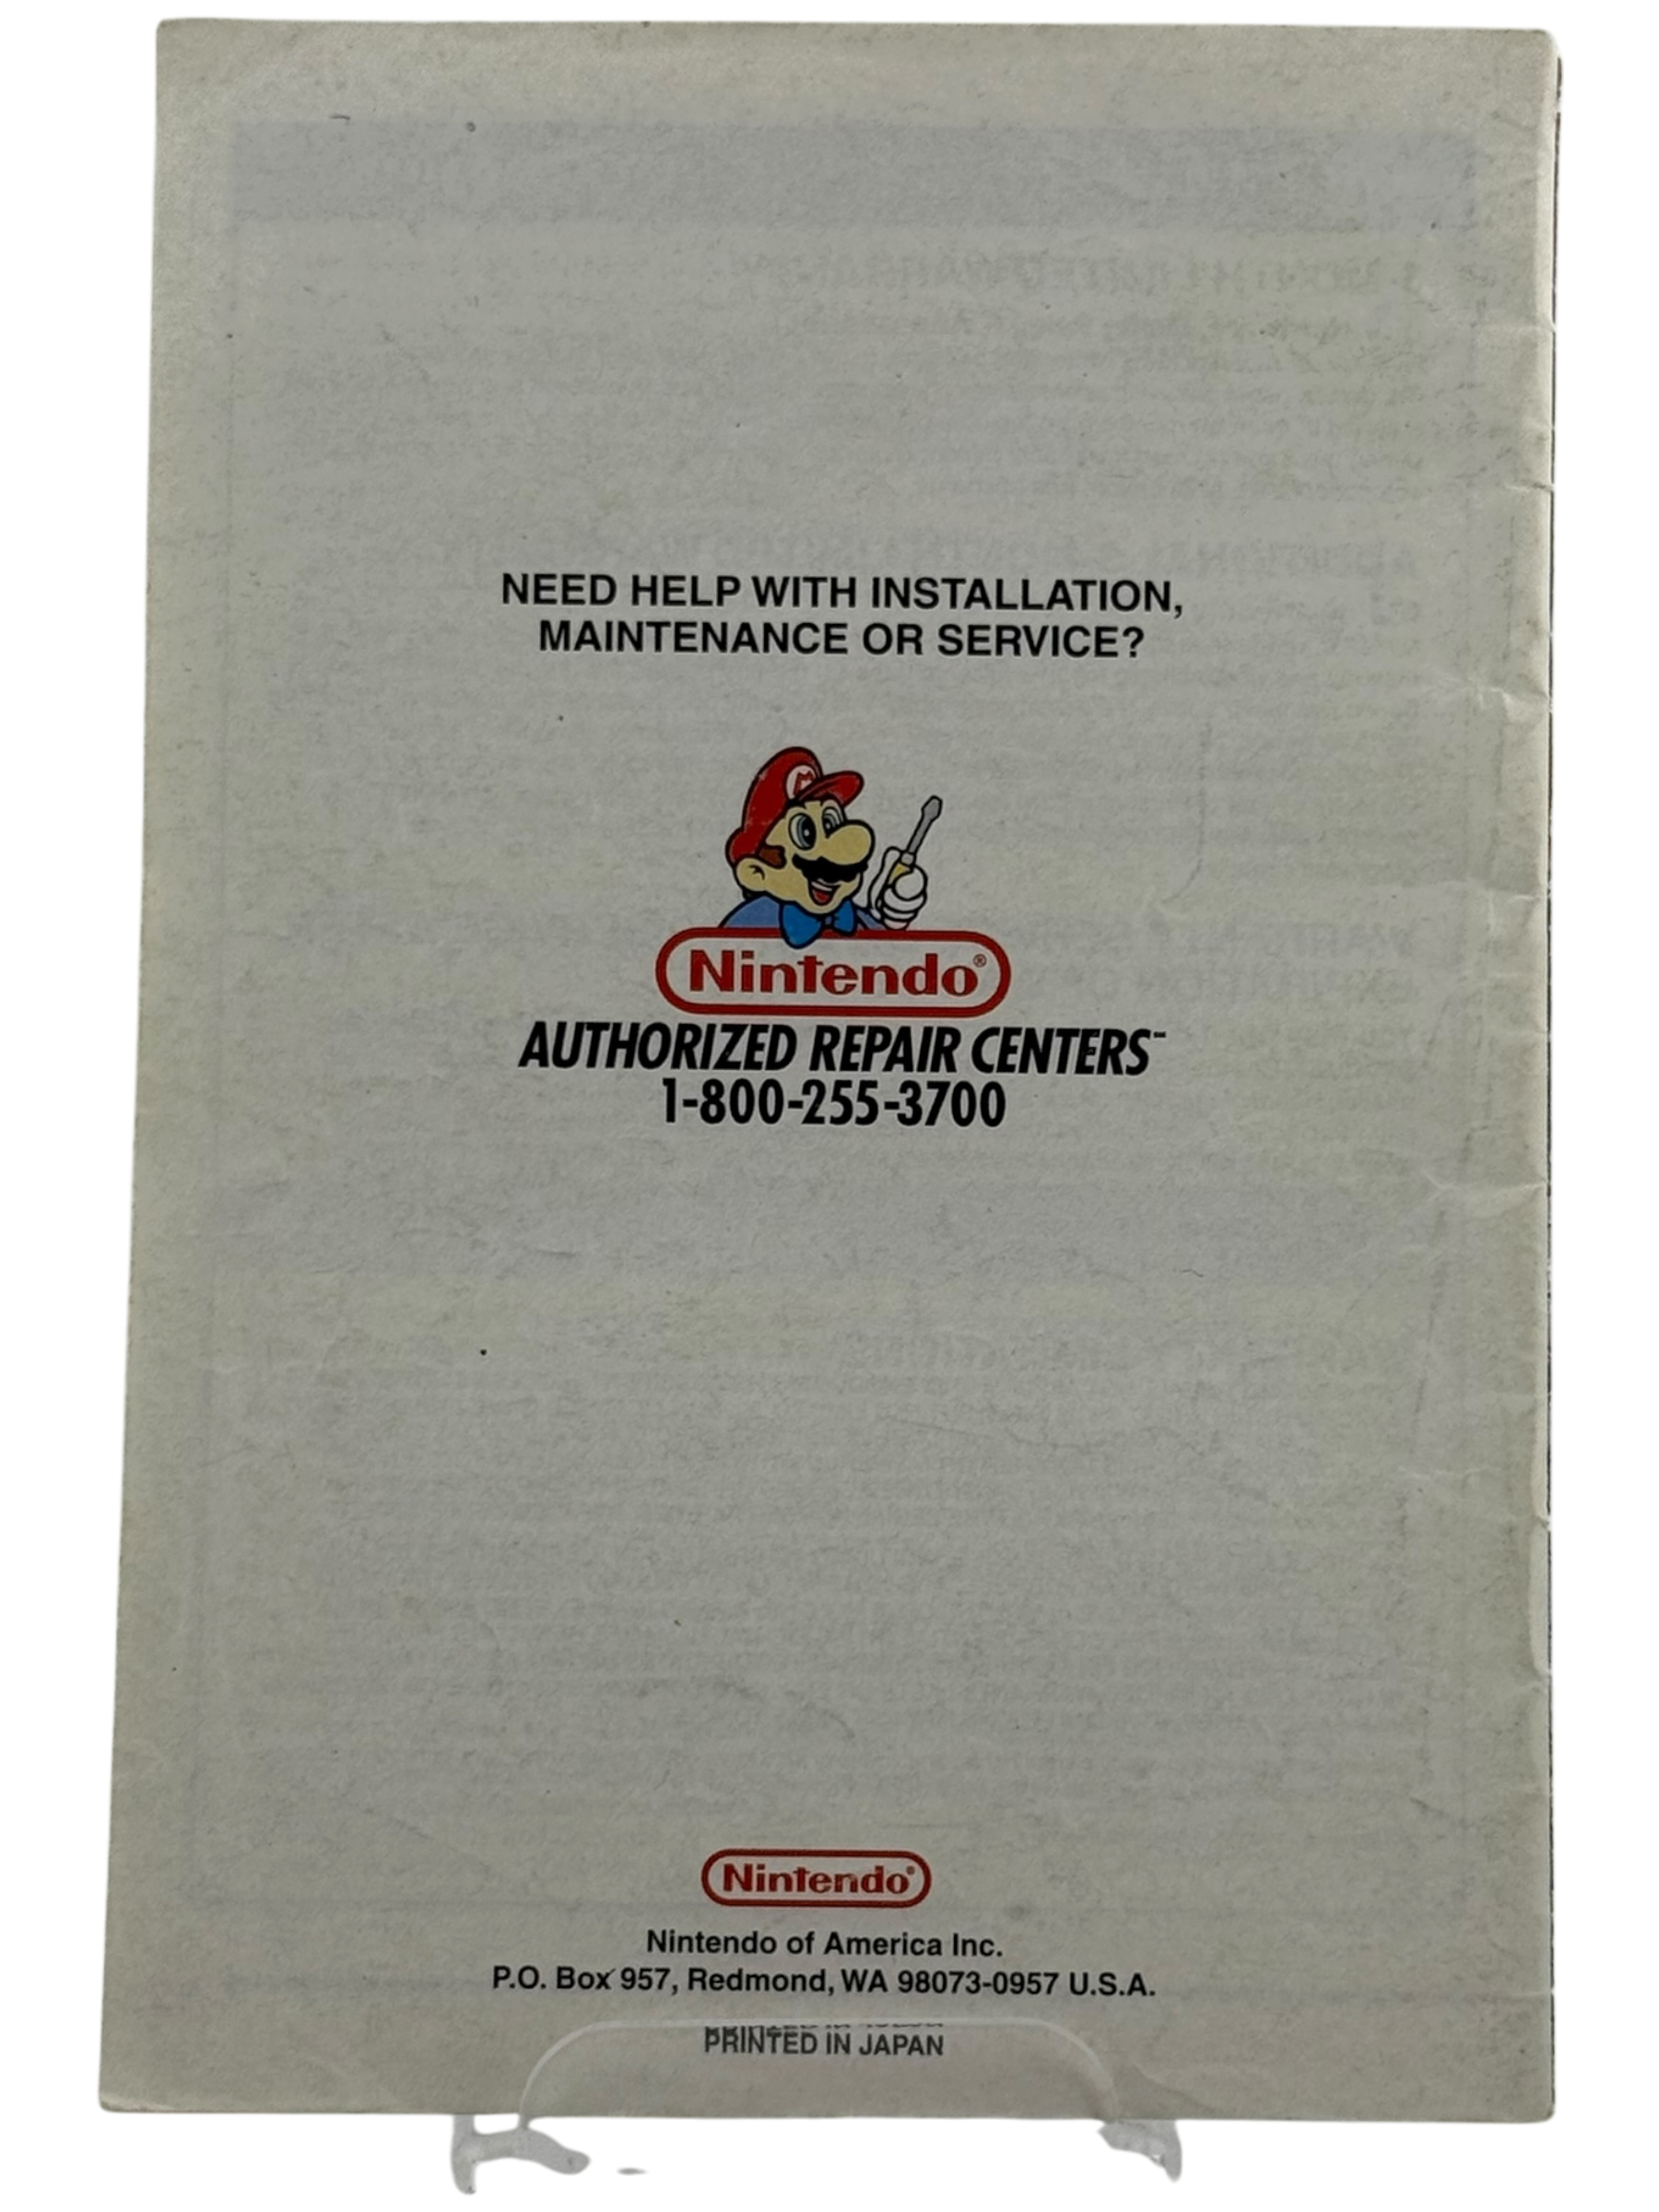 NEED HELP WITH INSTALLATION,
MAINTENANCE OR SERVICE?
M
Nintendo®
AUTHORIZED REPAIR CENTERS™
1-800-255-3700
Nintendo®
Nintendo of America Inc.
P.O. Box 957, Redmond, WA 98073-0957 U.S.A.
PRINTED IN JAPAN